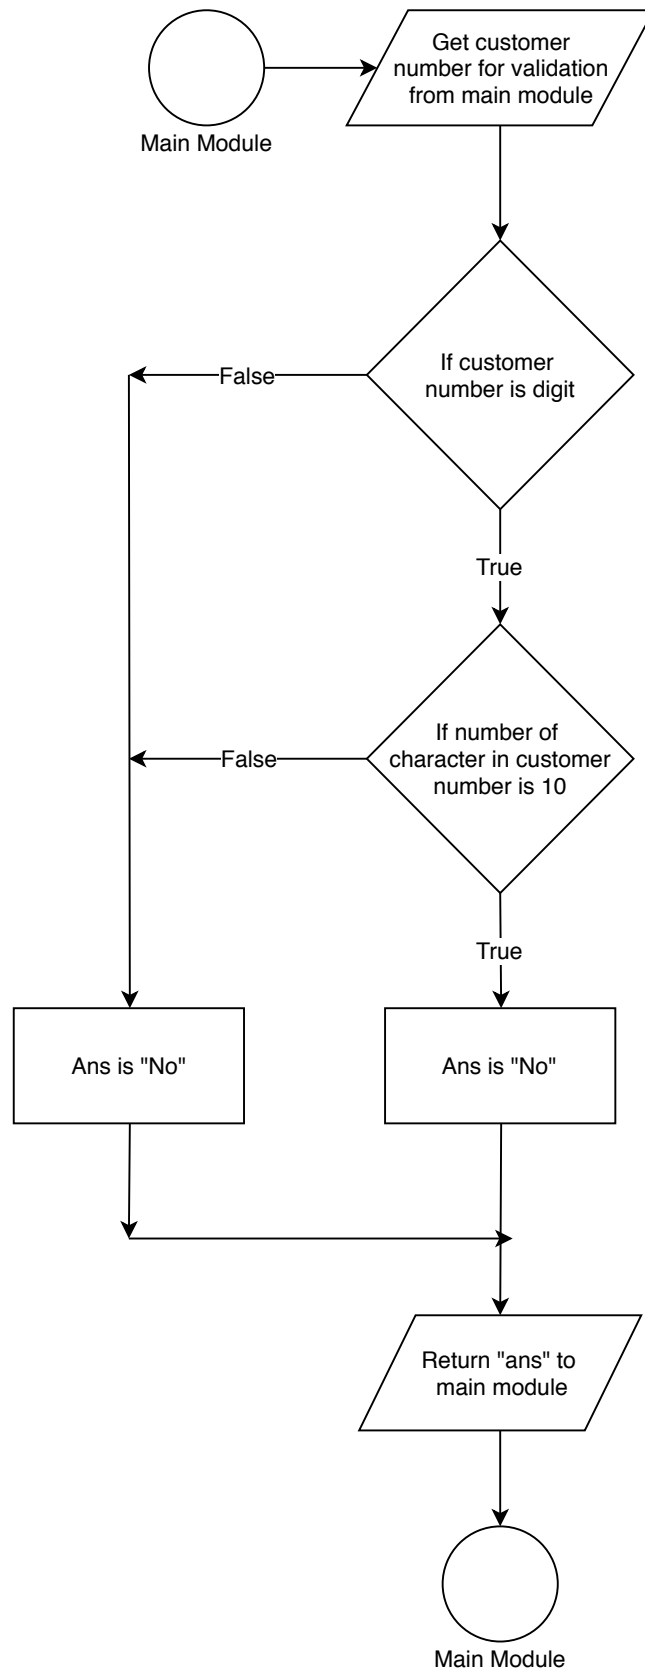 Get customer
number for validation
from main module
Main Module
If customer
number is digit
False
True
If number of
character in customer
number is 10
False
True
Ans is "No"
Ans is "No"
Return "ans" to
main module
Main Module